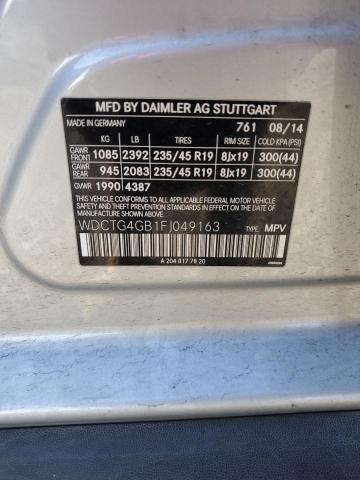 MFD BY DAIMLER AG STUTTGART
MADE IN GERMANY 761 08/14
KG LB TIRES RIM SIZE COLD KPA (PSI)
GAWR FRONT 1085 2392 235/45 R19 8Jx19 300(44)
GAWR REAR 945 2083 235/45 R19 8Jx19 300(44)
GVWR 1990 4387
THIS VEHICLE CONFORMS TO ALL APPLICABLE FEDERAL MOTOR VEHICLE
SAFETY, BUMPER, AND THEFT PREVENTION STANDARDS IN EFFECT ON THE
DATE OF MANUFACTURE SHOWN ABOVE.
WDCTG4GB1FJ049163 TYPE: MPV
A 204 817 79 20